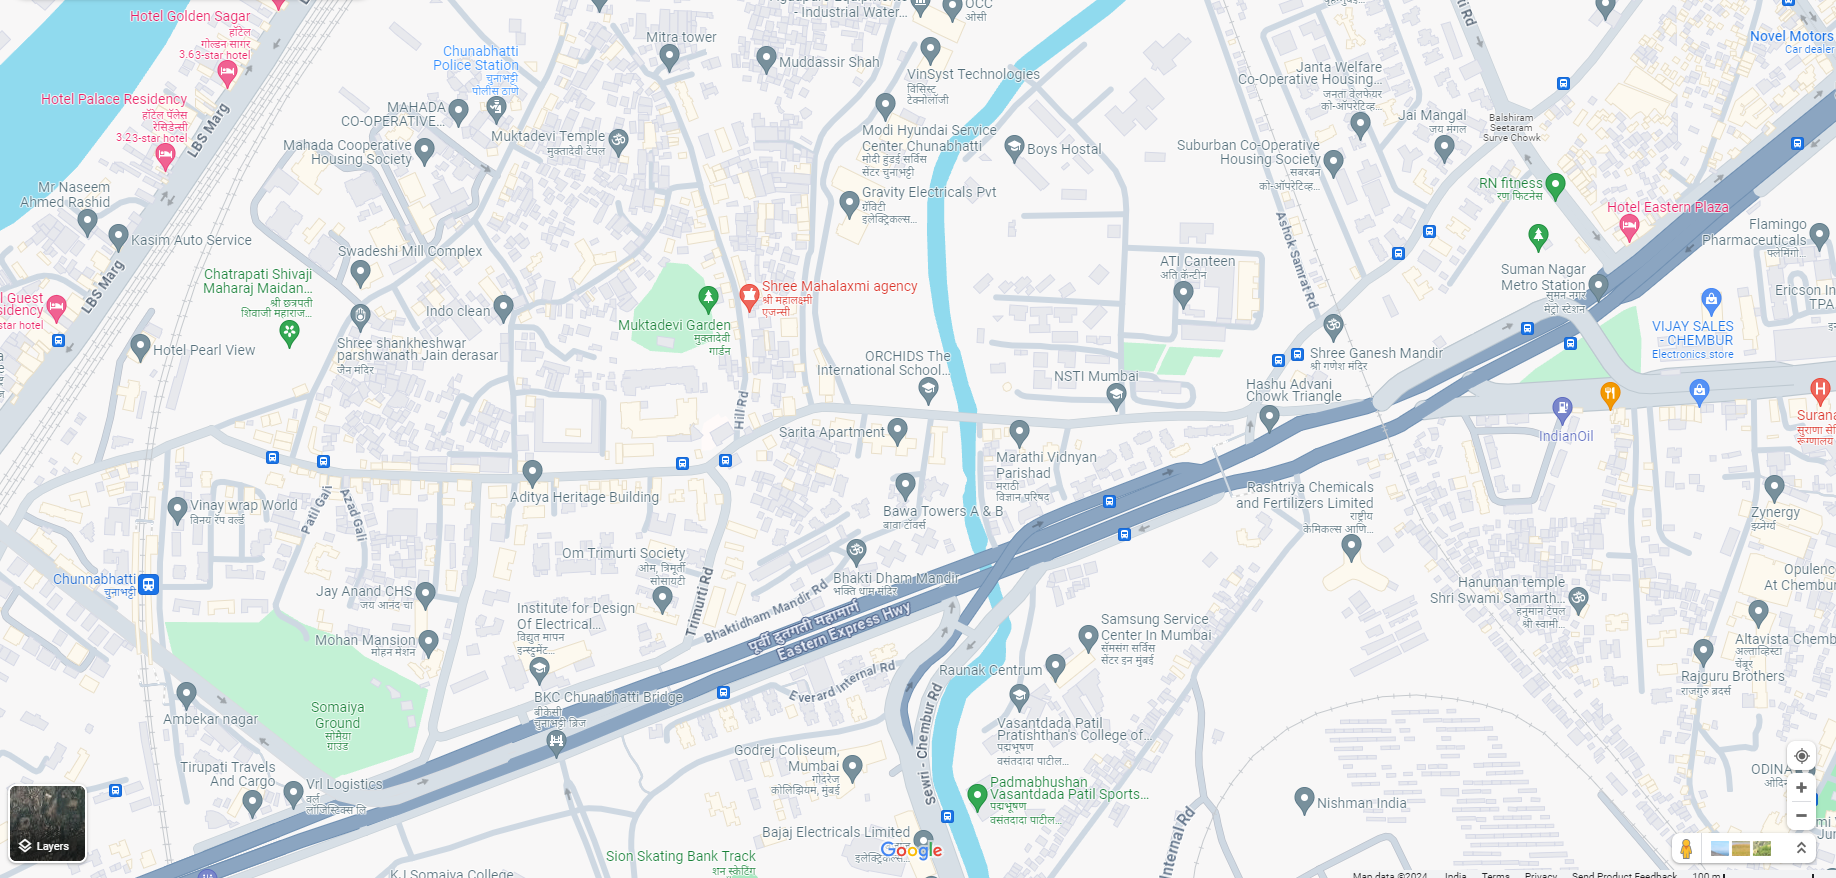 Hotel Golden Sagar
हॉटेल
गोल्डन सागर
3.6 3-star hotel
Hotel Palace Residency
हॉटेल पॅलेस
रेसिडेन्सी
3.2 3-star hotel
LBS Marg
Mr Naseem
Ahmed Rashid
Kasim Auto Service
LBS Marg
l Guest
sidency
star hotel
Hotel Pearl View
Chunabhatti
Police Station
चुनाभट्टी
पोलीस ठाणे
MAHADA
CO-OPERATIVE...
Mahada Cooperative
Housing Society
Muktadevi Temple
मुक्तादेवी टेंपल
Mitra tower
Muddassir Shah
- Industrial Water...
OCC
ओसी
VinSyst Technologies
विंसिस्ट
टेक्नोलॉजी
Modi Hyundai Service
Center Chunabhatti
मोदी हुंडई सर्विस
सेंटर चुनाभट्टी
Boys Hostal
Gravity Electricals Pvt
ग्रॅविटी
इलेक्ट्रिकल्स...
Swadeshi Mill Complex
Chatrapati Shivaji
Maharaj Maidan...
श्री छत्रपती
शिवाजी महाराज...
Indo clean
Shree shankheshwar
parshwanath Jain derasar
जैन मंदिर
Muktadevi Garden
मुक्तादेवी
गार्डन
Shree Mahalaxmi agency
श्री महालक्ष्मी
एजन्सी
ORCHIDS The
International School...
Hill Rd
Sarita Apartment
Janta Welfare
Co-Operative Housing...
जनता वेलफेयर
को-ऑपरेटिव्ह...
Suburban Co-Operative
Housing Society
सबरबन
को-ऑपरेटिव्ह...
Jai Mangal
जय मंगल
Balshiram
Seetaram
Surve Chowk
Novel Motors
Car dealer
RN fitness
रण फिटनेस
Hotel Eastern Plaza
Flamingo
Pharmaceuticals
फ्लेमिंगो...
Ashok Samrat Rd
ATI Canteen
अति कॅन्टीन
Suman Nagar
Metro Station
सुमन नगर
मेट्रो स्टेशन
Ericson In
TPA
VIJAY SALES
- CHEMBUR
Electronics store
Shree Ganesh Mandir
श्री गणेश मंदिर
NSTI Mumbai
Hashu Advani
Chowk Triangle
IndianOil
Surana
सुराणा से
रूग्णालय
Marathi Vidnyan
Parishad
मराठी
विज्ञान परिषद
Rashtriya Chemicals
and Fertilizers Limited
राष्ट्रीय
केमिकल्स आणि...
Zynergy
झ्य्नेर्ग्य
Aditya Heritage Building
Patil Gali
Azad Gali
Vinay wrap World
विनय रॅप वर्ल्ड
Bawa Towers A & B
बावा टॉवर्स
Om Trimurti Society
ओम, त्रिमूर्ती
सोसायटी
Bhakti Dham Mandir
भक्ति धाम मंदिर
Chunnabhatti
चुनाभट्टी
Jay Anand CHS
जय आनंद चा
Mohan Mansion
मोहन मेंशन
Institute for Design
Of Electrical...
विद्युत मापन
इन्स्ट्रुमेंट...
Trimurti Rd
Bhaktidham Mandir Rd
पूर्वी द्रुतगती महामार्ग
Eastern Express Hwy
Everard Internal Rd
Hanuman temple
Shri Swami Samarth...
हनुमान टेंपल
श्री स्वामी...
Opulence
At Chembur
Altavista Chemb
अल्ताव्हिस्टा
चेंबूर
Rajguru Brothers
राजगुरु ब्रदर्स
Samsung Service
Center In Mumbai
सॅमसंग सर्विस
सेंटर इन मुंबई
Raunak Centrum
Vasantdada Patil
Pratishthan's College of...
पद्मभूषण
वसंतदादा पाटील...
Padmabhushan
Vasantdada Patil Sports...
पद्मभूषण
वसंतदादा पाटील...
Swvj - Chembur Rd
Godrej Coliseum,
Mumbai
गोदरेज
कोलिझियम, मुंबई
Bajaj Electricals Limited
इलेक्ट्रिकल्स...
Google
BKC Chunabhatti Bridge
बीकेसी
चुनाभट्टी ब्रिज
Ambekar nagar
Somaiya
Ground
सोमैया
ग्राउंड
Tirupati Travels
And Cargo
Vrl Logistics
वर्ल
लॉजिस्टिक्स लि
Sion Skating Bank Track
शन स्केटिंग
KJ Somaiya College
Nishman India
Internal Rd
ODINA
Layers
Map data ©2024
India
Terms
Privacy
Send Product Feedback
100 m